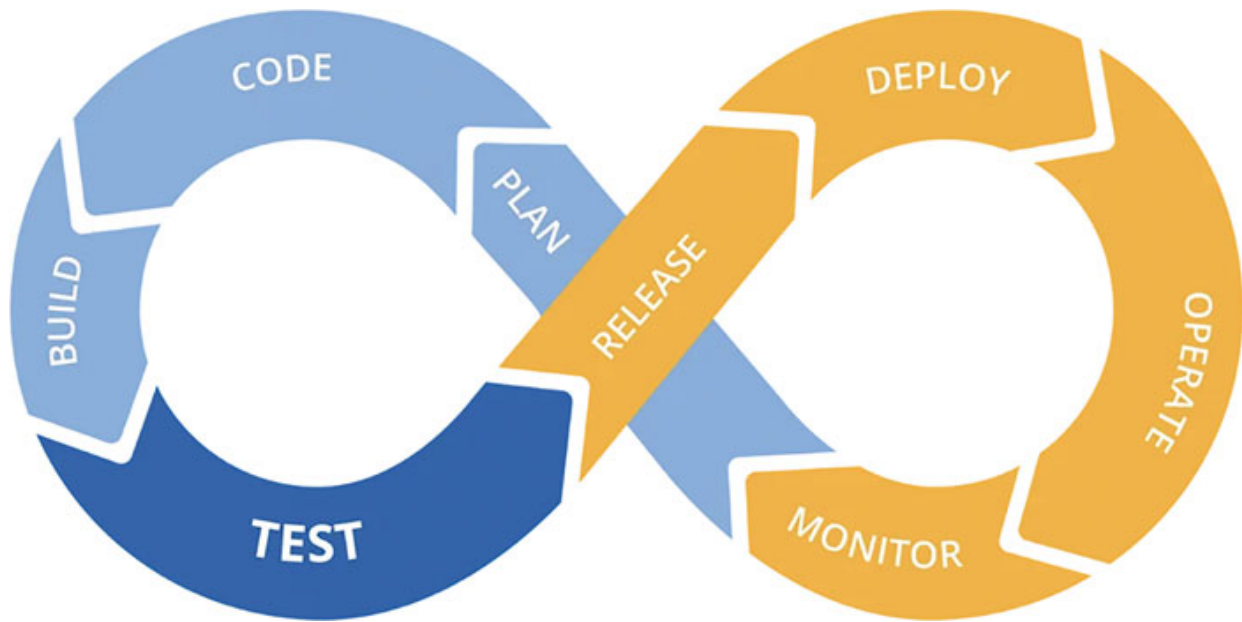 PLAN
CODE
BUILD
TEST
RELEASE
DEPLOY
OPERATE
MONITOR